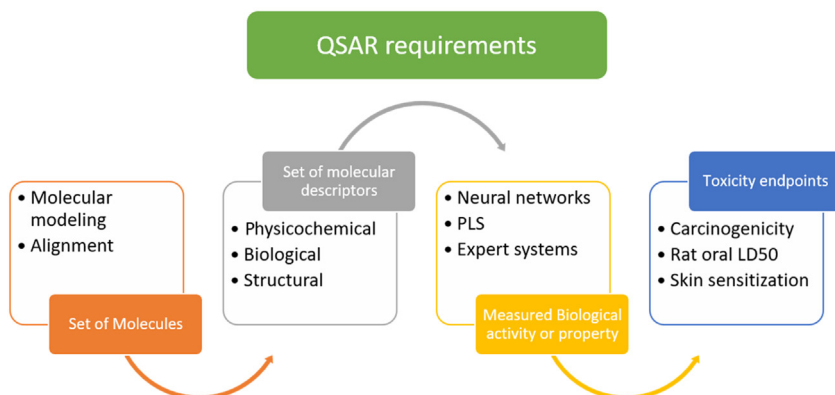 QSAR requirements
• Molecular
modeling
• Alignment
Set of Molecules
Set of molecular
descriptors
• Physicochemical
• Biological
• Structural
• Neural networks
• PLS
• Expert systems
Measured Biological
activity or property
Toxicity endpoints
• Carcinogenicity
• Rat oral LD50
• Skin sensitization